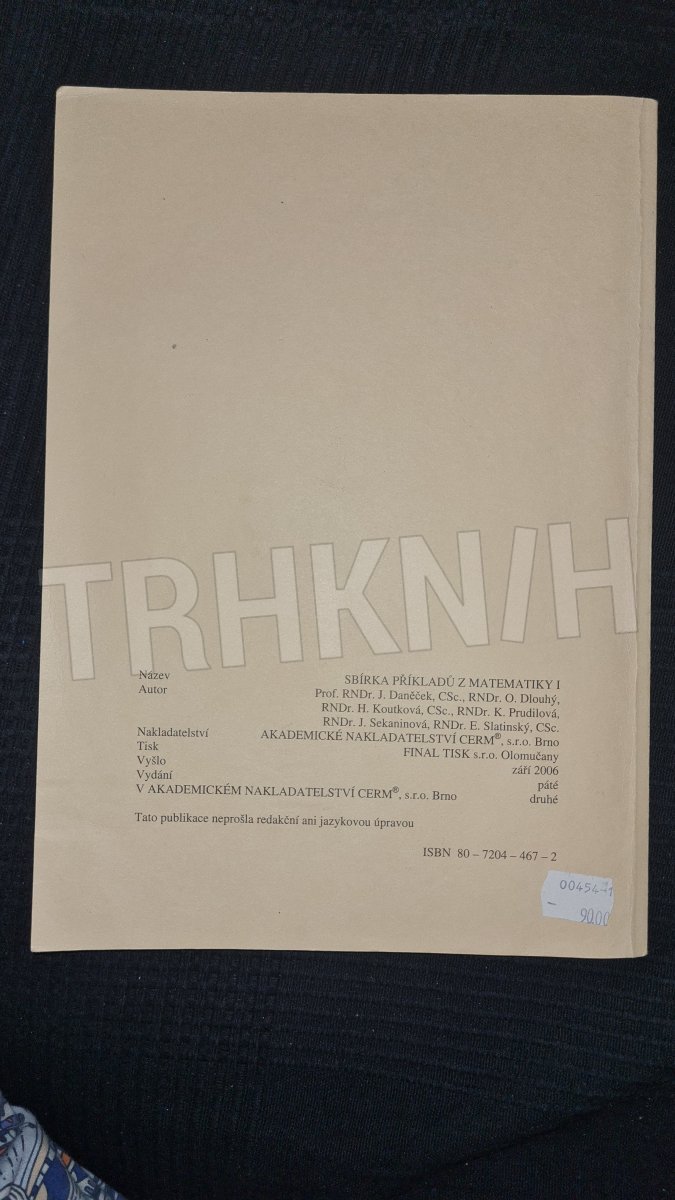 TRHKNIH
Název SBÍRKA PŘÍKLADŮ Z MATEMATIKY I
Autor Prof. RNDr. J. Daněček, CSc., RNDr. O. Dlouhý,
RNDr. H. Koutková, CSc., RNDr. K. Prudilová,
RNDr. J. Sekaninová, RNDr. E. Slatinský, CSc.
Nakladatelství AKADEMICKÉ NAKLADATELSTVÍ CERM®, s.r.o. Brno
Tisk FINAL TISK s.r.o. Olomučany
Vyšlo září 2006
Vydání páté
V AKADEMICKÉM NAKLADATELSTVÍ CERM®, s.r.o. Brno druhé
Tato publikace neprošla redakční ani jazykovou úpravou
ISBN 80 – 7204 – 467 – 2
90.00